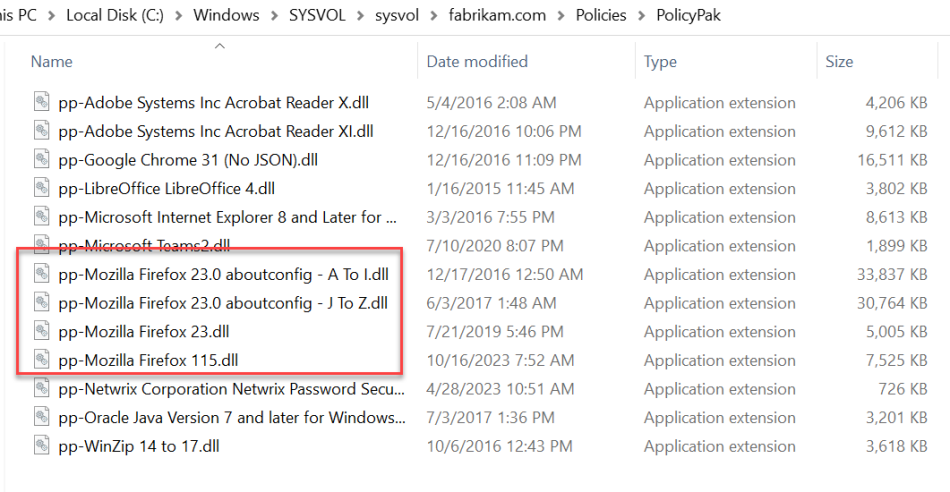 his PC > Local Disk (C:) > Windows > SYSVOL > sysvol > fabrikam.com > Policies > PolicyPak
Name Date modified Type Size
pp-Adobe Systems Inc Acrobat Reader X.dll 5/4/2016 2:08 AM Application extension 4,206 KB
pp-Adobe Systems Inc Acrobat Reader XI.dll 12/16/2016 10:06 PM Application extension 9,612 KB
pp-Google Chrome 31 (No JSON).dll 12/16/2016 11:09 PM Application extension 16,511 KB
pp-LibreOffice LibreOffice 4.dll 1/16/2015 11:45 AM Application extension 3,802 KB
pp-Microsoft Internet Explorer 8 and Later for ... 3/3/2016 7:55 PM Application extension 8,613 KB
pp-Microsoft Teams2.dll 7/10/2020 8:07 PM Application extension 1,899 KB
pp-Mozilla Firefox 23.0 aboutconfig - A To I.dll 12/17/2016 12:50 AM Application extension 33,837 KB
pp-Mozilla Firefox 23.0 aboutconfig - J To Z.dll 6/3/2017 1:48 AM Application extension 30,764 KB
pp-Mozilla Firefox 23.dll 7/21/2019 5:46 PM Application extension 5,005 KB
pp-Mozilla Firefox 115.dll 10/16/2023 7:52 AM Application extension 7,525 KB
pp-Netwrix Corporation Netwrix Password Secu... 4/28/2023 10:51 AM Application extension 726 KB
pp-Oracle Java Version 7 and later for Windows... 7/3/2017 1:36 PM Application extension 3,201 KB
pp-WinZip 14 to 17.dll 10/6/2016 12:43 PM Application extension 3,618 KB